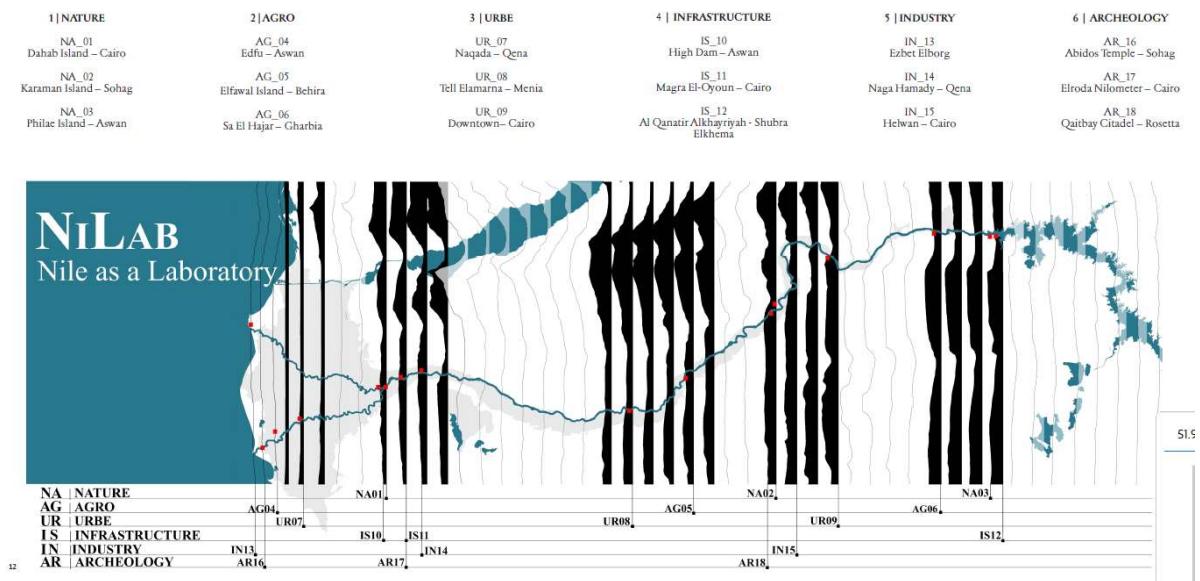 1 | NATURE
NA_01
Dahab Island – Cairo
NA_02
Karaman Island – Sohag
NA_03
Philae Island – Aswan
2|AGRO
AG_04
Edfu – Aswan
AG_05
Elfawal Island – Behira
AG_06
Sa El Hajar – Gharbia
3 | URBE
UR_07
Naqada – Qena
UR_08
Tell Elamarna – Menia
UR_09
Downtown– Cairo
4 | INFRASTRUCTURE
IS_10
High Dam – Aswan
IS_11
Magra El-Oyoun – Cairo
IS_12
Al Qanatir Alkhayriyah - Shubra
Elkhema
5 | INDUSTRY
IN_13
Ezbet Elborg
IN_14
Naga Hamady – Qena
IN_15
Helwan – Cairo
6 | ARCHEOLOGY
AR_16
Abidos Temple – Sohag
AR_17
Elroda Nilometer – Cairo
AR_18
Qaitbay Citadel – Rosetta
NILAB
Nile as a Laboratory
NA | NATURE NA01 NA02 NA03
AG | AGRO AG04 AG05 AG06
UR | URBE UR07 UR08 UR09
IS | INFRASTRUCTURE IS10 IS11 IS12
IN | INDUSTRY IN13 IN14 IN15
AR | ARCHEOLOGY AR16 AR17 AR18
12